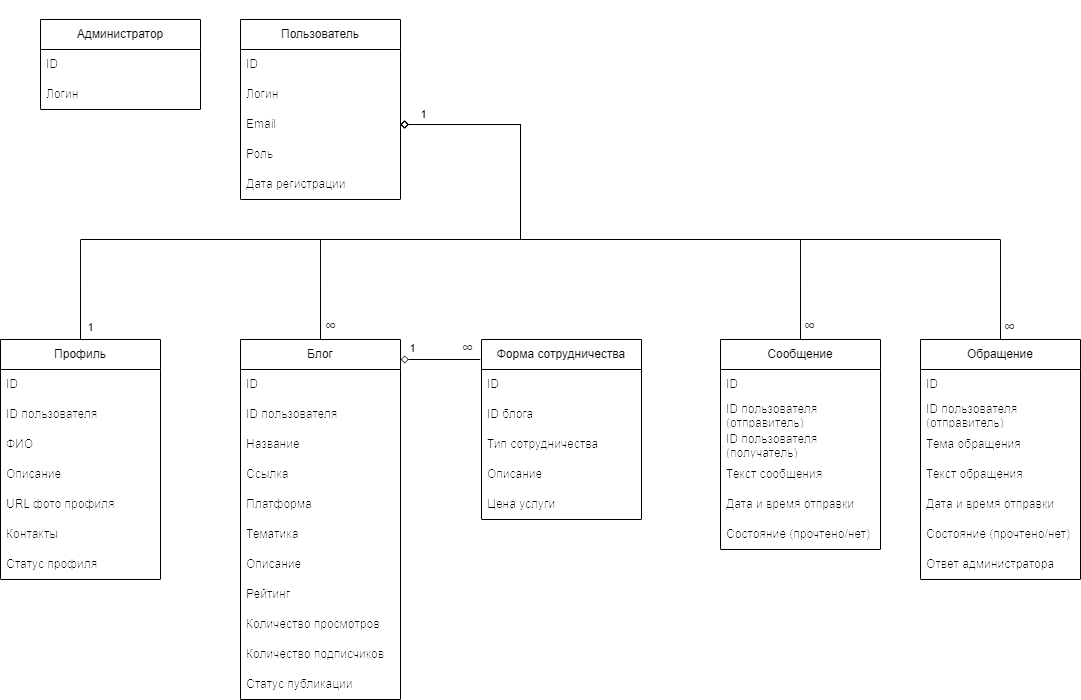 Администратор
ID
Логин
Пользователь
ID
Логин
Email
Роль
Дата регистрации
1
1
∞
1
∞
∞
∞
Профиль
ID
ID пользователя
ФИО
Описание
URL фото профиля
Контакты
Статус профиля
Блог
ID
ID пользователя
Название
Ссылка
Платформа
Тематика
Описание
Рейтинг
Количество просмотров
Количество подписчиков
Статус публикации
Форма сотрудничества
ID
ID блога
Тип сотрудничества
Описание
Цена услуги
Сообщение
ID
ID пользователя
(отправитель)
ID пользователя
(получатель)
Текст сообщения
Дата и время отправки
Состояние (прочтено/нет)
Обращение
ID
ID пользователя
(отправитель)
Тема обращения
Текст обращения
Дата и время отправки
Состояние (прочтено/нет)
Ответ администратора